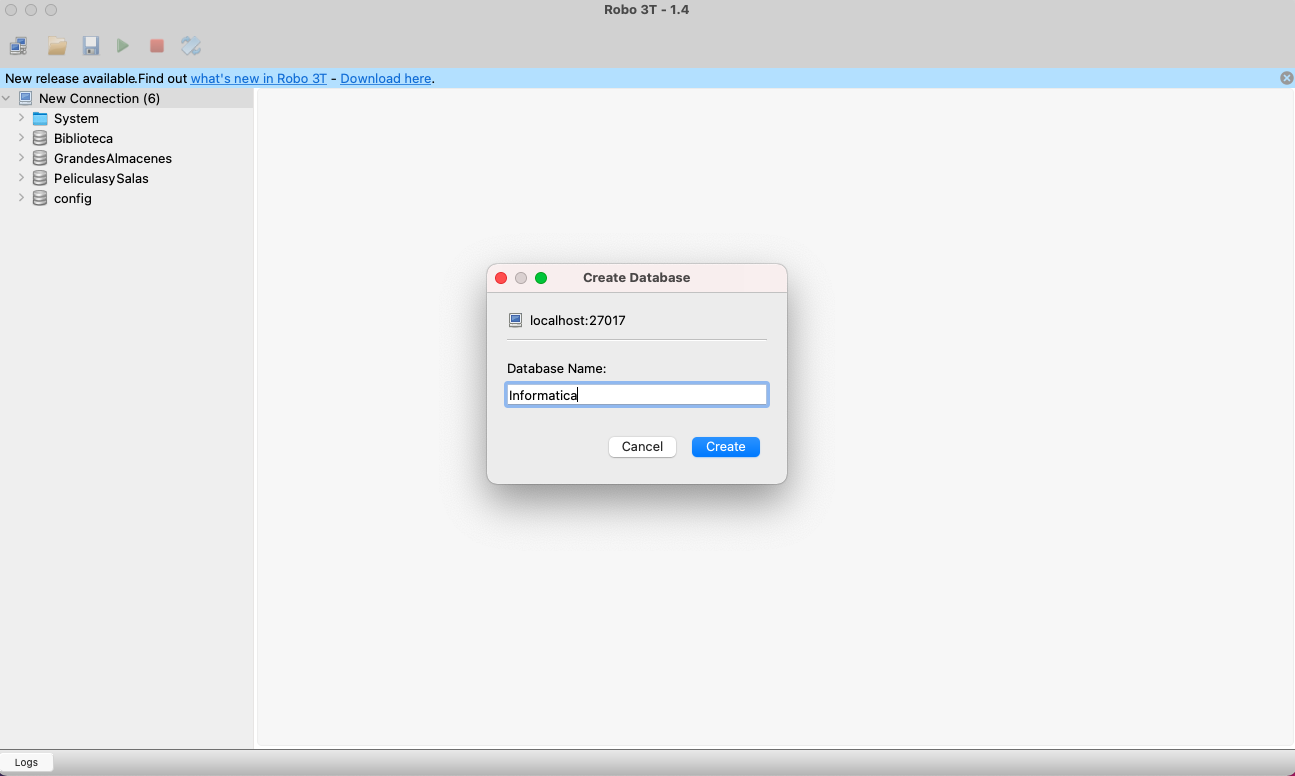 Robo 3T - 1.4
New release available.Find out what's new in Robo 3T - Download here.
New Connection (6)
System
Biblioteca
GrandesAlmacenes
PeliculasySalas
config
Create Database
localhost:27017
Database Name:
Informatica
Cancel Create
Logs